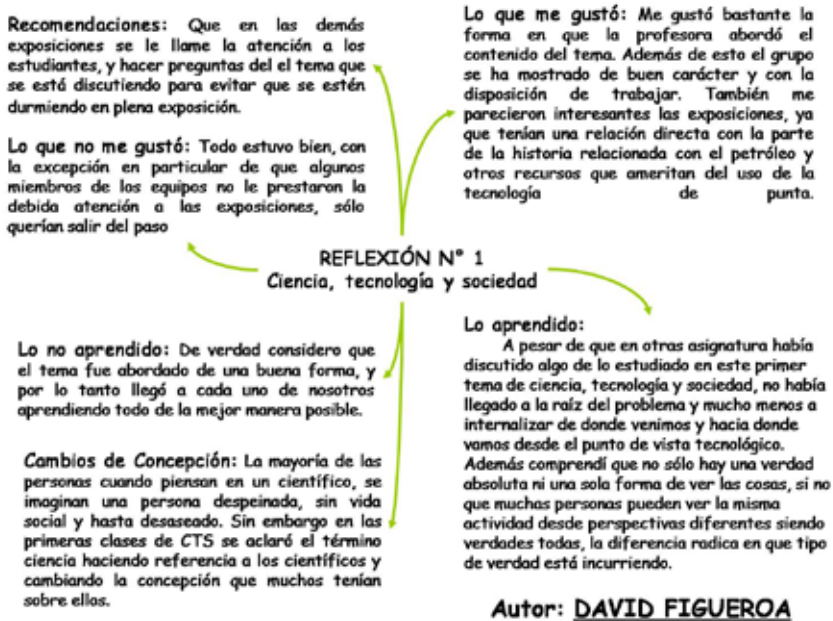 Recomendaciones: Que en las demás
exposiciones se le llame la atención a los
estudiantes, y hacer preguntas del el tema que
se está discutiendo para evitar que se estén
durmiendo en plena exposición.
Lo que no me gustó: Todo estuvo bien, con
la excepción en particular de que algunos
miembros de los equipos no le prestaron la
debida atención a las exposiciones, sólo
querían salir del paso
Lo que me gustó: Me gustó bastante la
forma en que la profesora abordó el
contenido del tema. Además de esto el grupo
se ha mostrado de buen carácter y con la
disposición de trabajar. También me
parecieron interesantes las exposiciones, ya
que tenían una relación directa con la parte
de la historia relacionada con el petróleo y
otros recursos que ameritan del uso de la
tecnología de punta.
REFLEXIÓN N° 1
Ciencia, tecnología y sociedad
Lo no aprendido: De verdad considero que
el tema fue abordado de una buena forma, y
por lo tanto llegó a cada uno de nosotros
aprendiendo todo de la mejor manera posible.
Cambios de Concepción: La mayoría de las
personas cuando piensan en un científico, se
imaginan una persona despeinada, sin vida
social y hasta desaseado. Sin embargo en las
primeras clases de CTS se aclaró el término
ciencia haciendo referencia a los científicos y
cambiando la concepción que muchos tenían
sobre ellos.
Lo aprendido:
A pesar de que en otras asignatura había
discutido algo de lo estudiado en este primer
tema de ciencia, tecnología y sociedad, no había
llegado a la raíz del problema y mucho menos a
internalizar de donde venimos y hacia donde
vamos desde el punto de vista tecnológico.
Además comprendí que no sólo hay una verdad
absoluta ni una sola forma de ver las cosas, si no
que muchas personas pueden ver la misma
actividad desde perspectivas diferentes siendo
verdades todas, la diferencia radica en que tipo
de verdad está incurriendo.
Autor: DAVID FIGUEROA